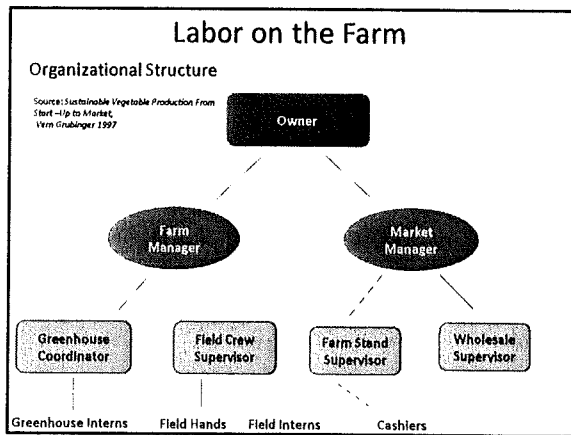 Labor on the Farm
Organizational Structure
Source: Sustainable Vegetable Production From
Start –Up to Market,
Vern Grubinger 1997
Owner
Farm
Manager
Market
Manager
Greenhouse
Coordinator
Field Crew
Supervisor
Farm Stand
Supervisor
Wholesale
Supervisor
Greenhouse Interns
Field Hands
Field Interns
Cashiers